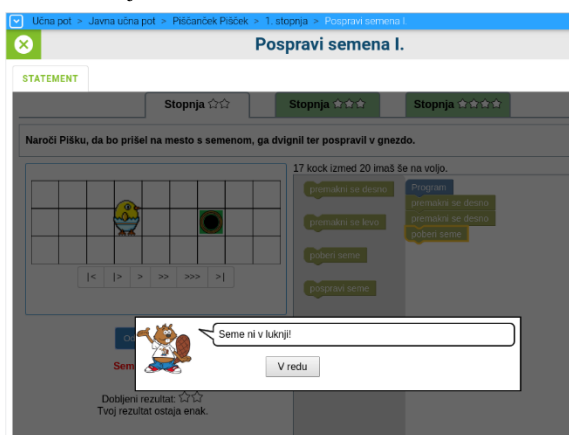 Učna pot > Javna učna pot > Piščanček Pišček > 1. stopnja > Pospravi semena I.
Pospravi semena I.
STATEMENT
Stopnja
Stopnja
Stopnja
Naroči Pišku, da bo prišel na mesto s semenom, ga dvignil ter pospravil v gnezdo.
17 kock izmed 20 imaš še na voljo.
premakni se desno
premakni se levo
poberi seme
pospravi seme
Program
premakni se desno
premakni se desno
poberi seme
|< |> > >> >>> >|
Seme ni v luknji!
V redu
Sem
Dobljeni rezultat:
Tvoj rezultat ostaja enak.